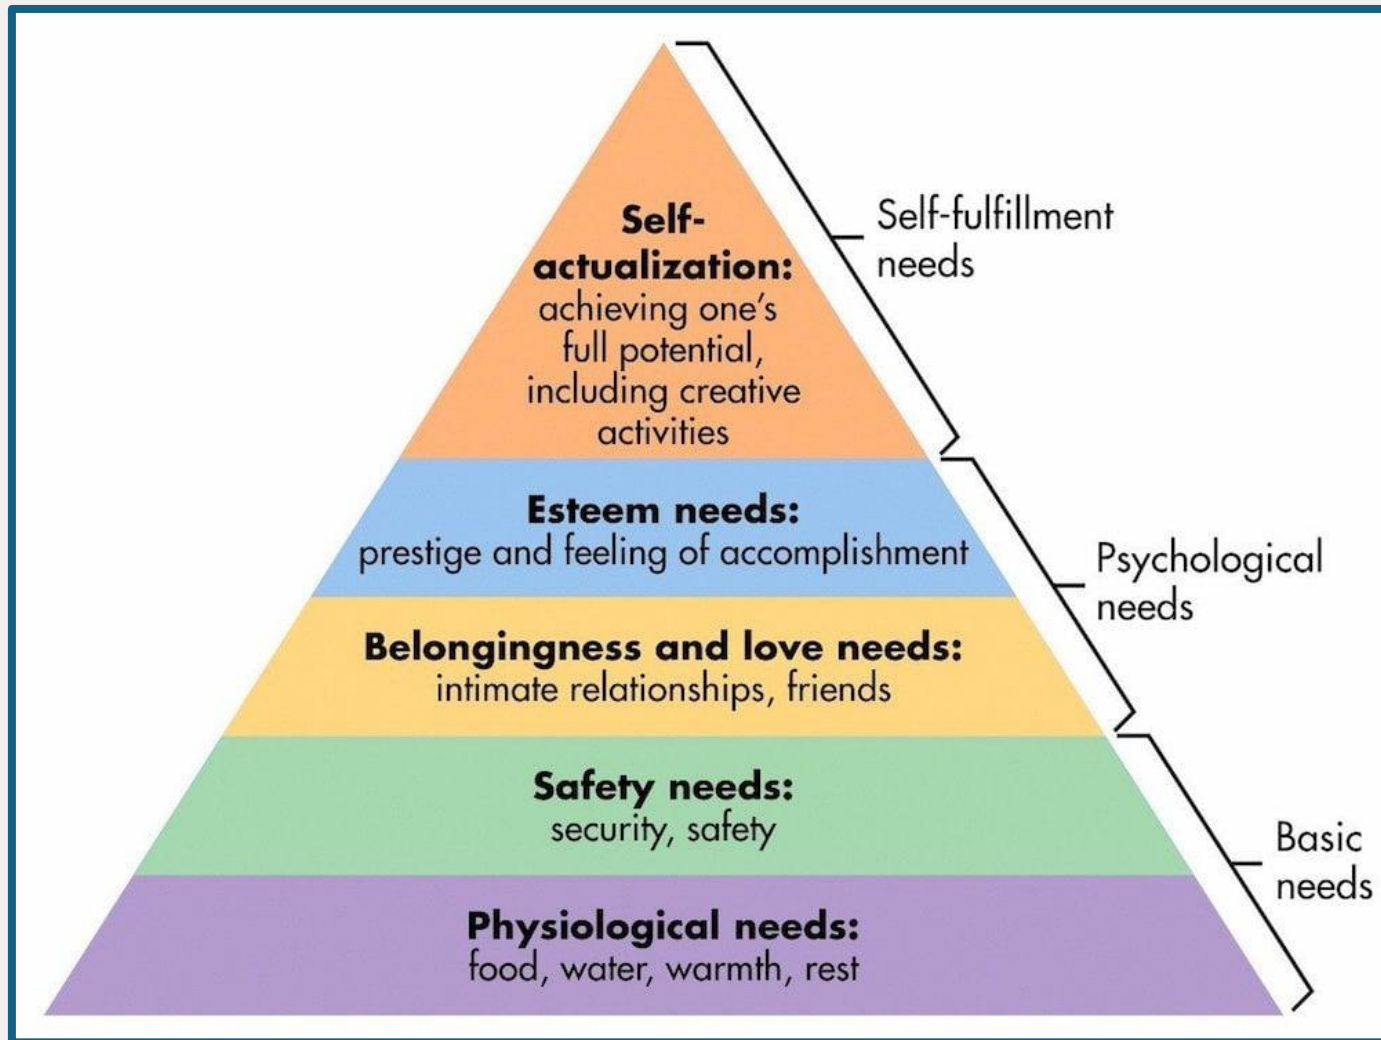 Self-
actualization:
achieving one’s
full potential,
including creative
activities
Self-fulfillment
needs
Esteem needs:
prestige and feeling of accomplishment
Psychological
needs
Belongingness and love needs:
intimate relationships, friends
Safety needs:
security, safety
Basic
needs
Physiological needs:
food, water, warmth, rest